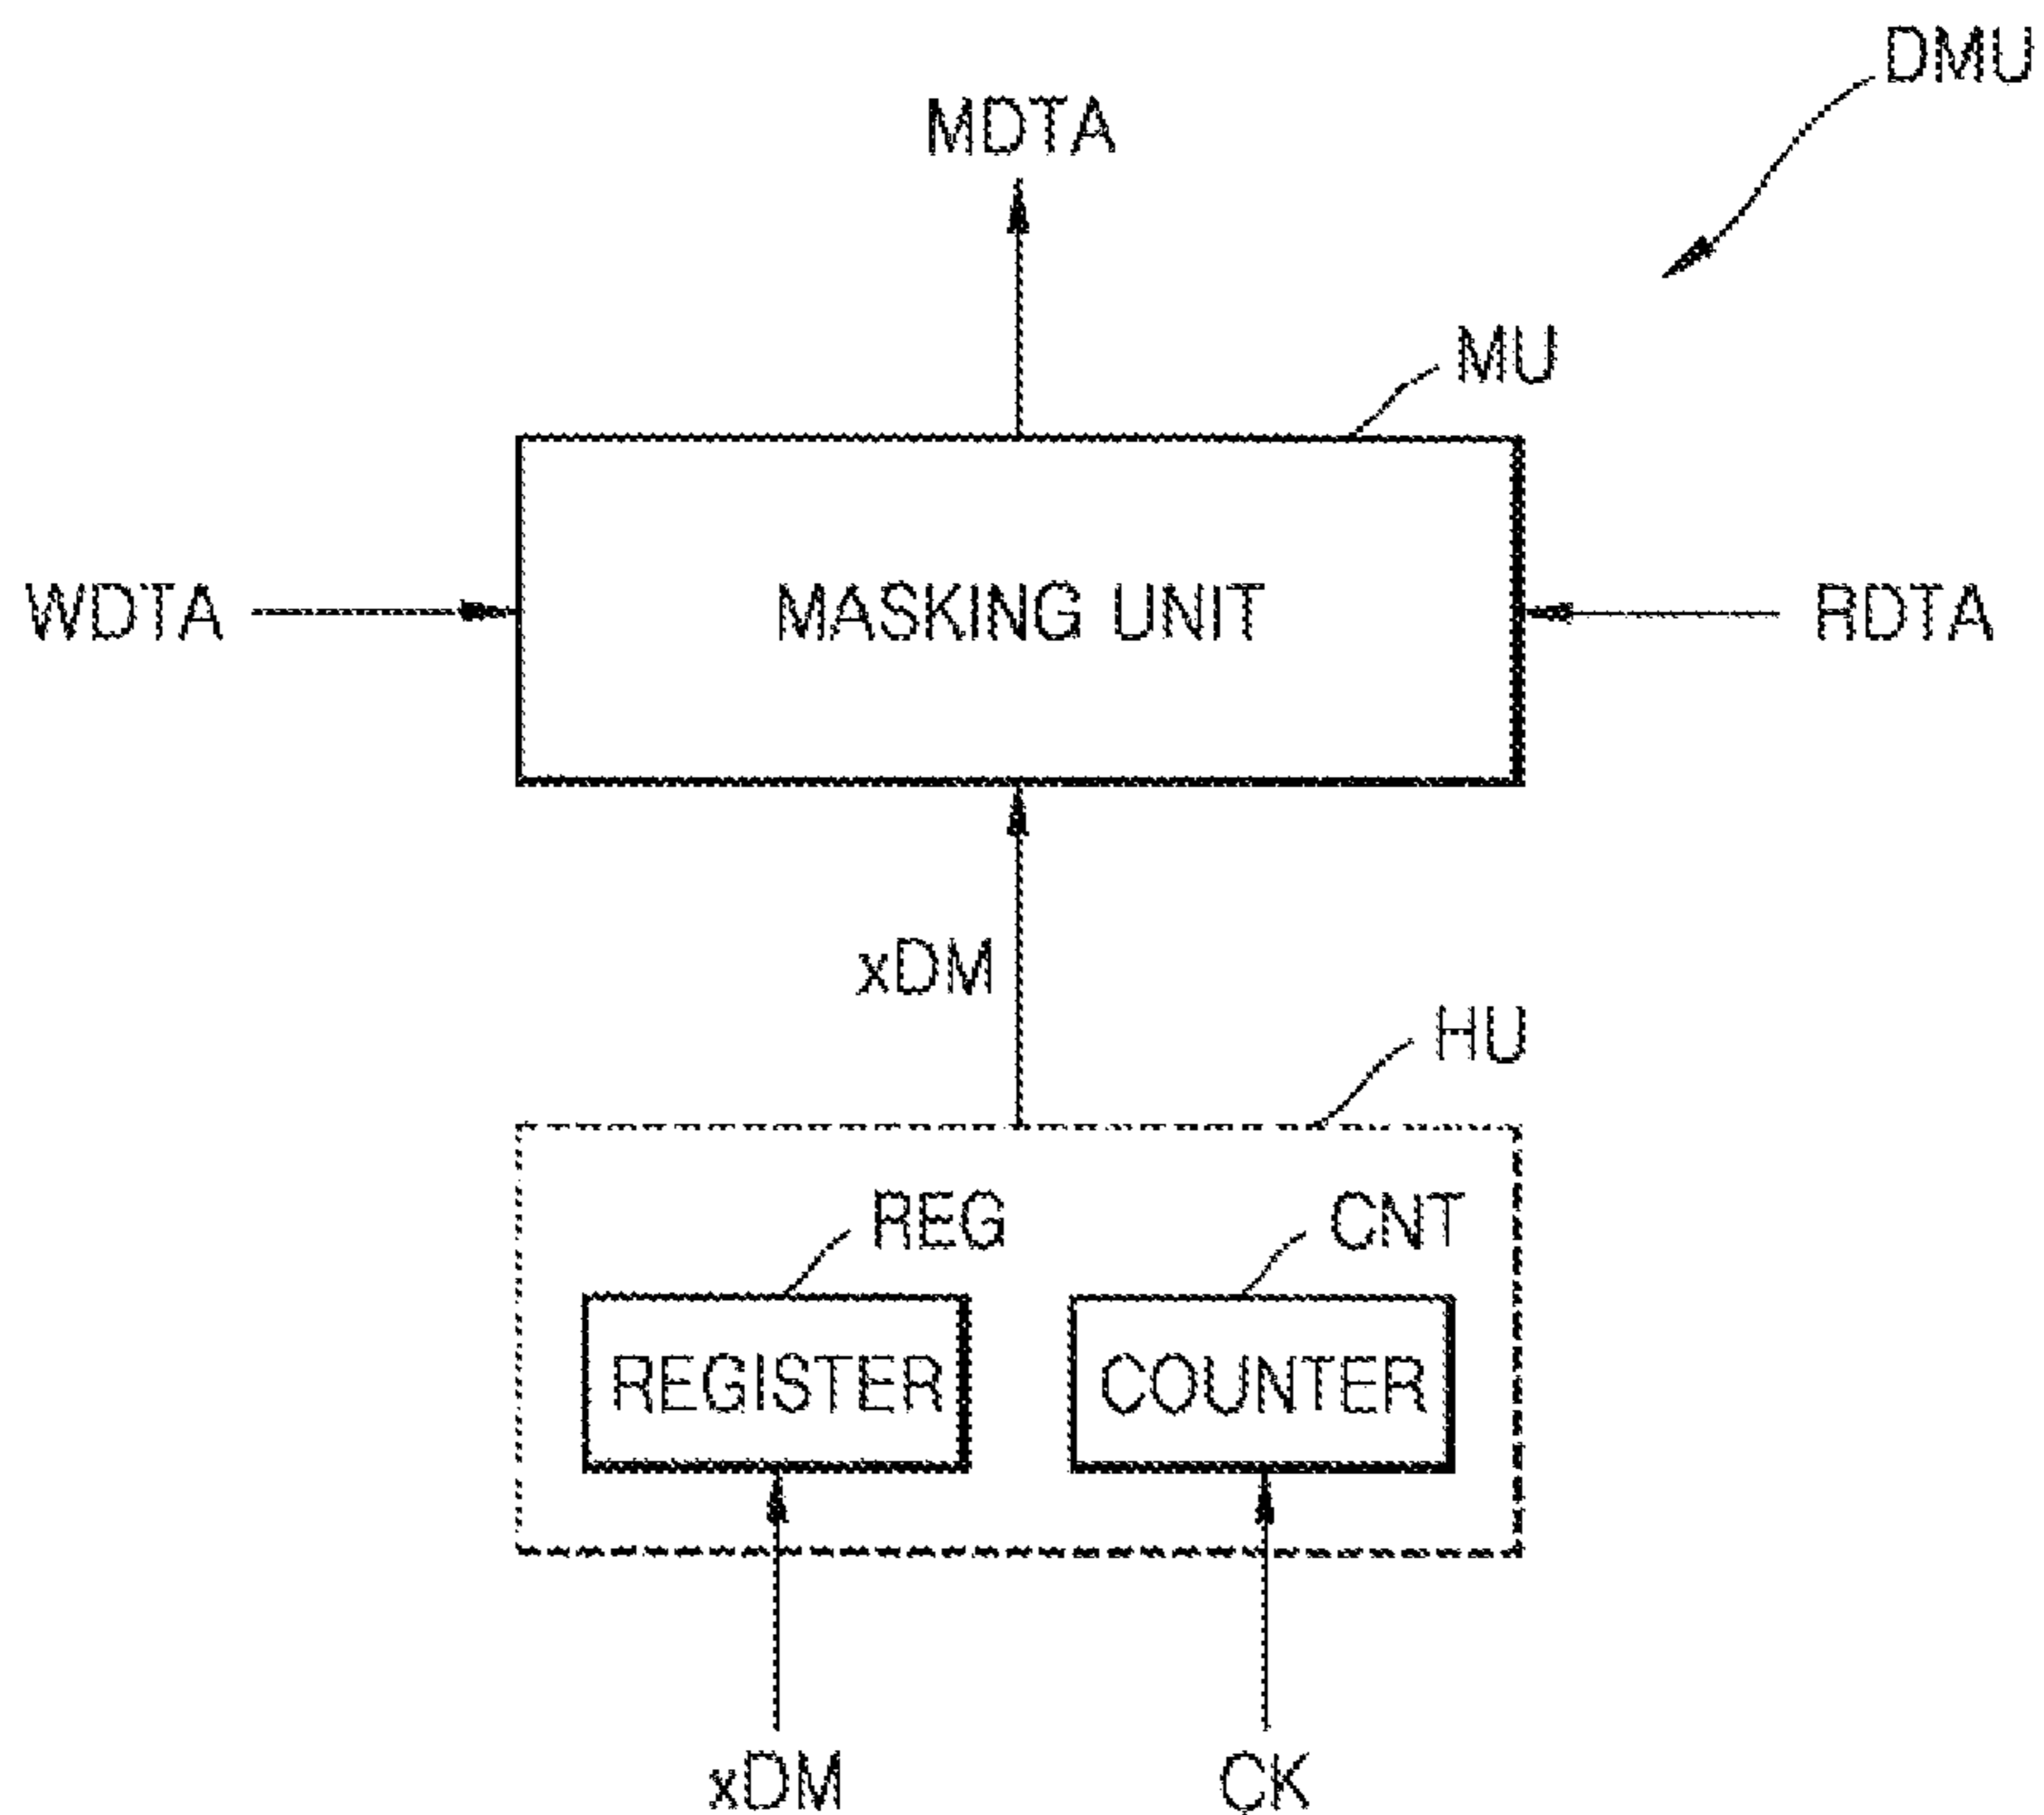 DMU
MDTA
MU
WDTA
MASKING UNIT
RDTA
xDM
HU
REG
CNT
REGISTER
COUNTER
xDM
CK